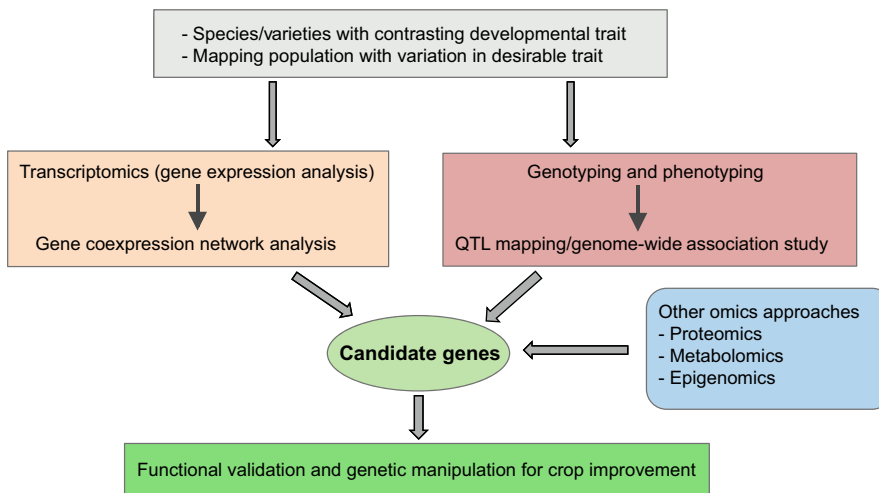 - Species/varieties with contrasting developmental trait
- Mapping population with variation in desirable trait
Transcriptomics (gene expression analysis)
Gene coexpression network analysis
Genotyping and phenotyping
QTL mapping/genome-wide association study
Other omics approaches
- Proteomics
- Metabolomics
- Epigenomics
Candidate genes
Functional validation and genetic manipulation for crop improvement